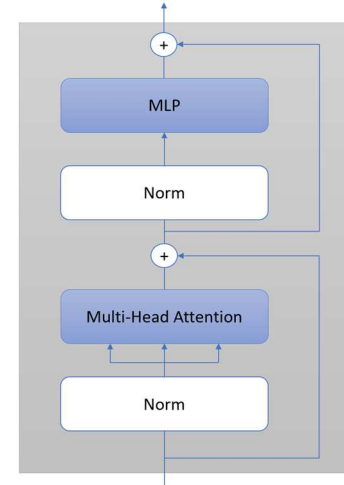 +
MLP
Norm
+
Multi-Head Attention
Norm